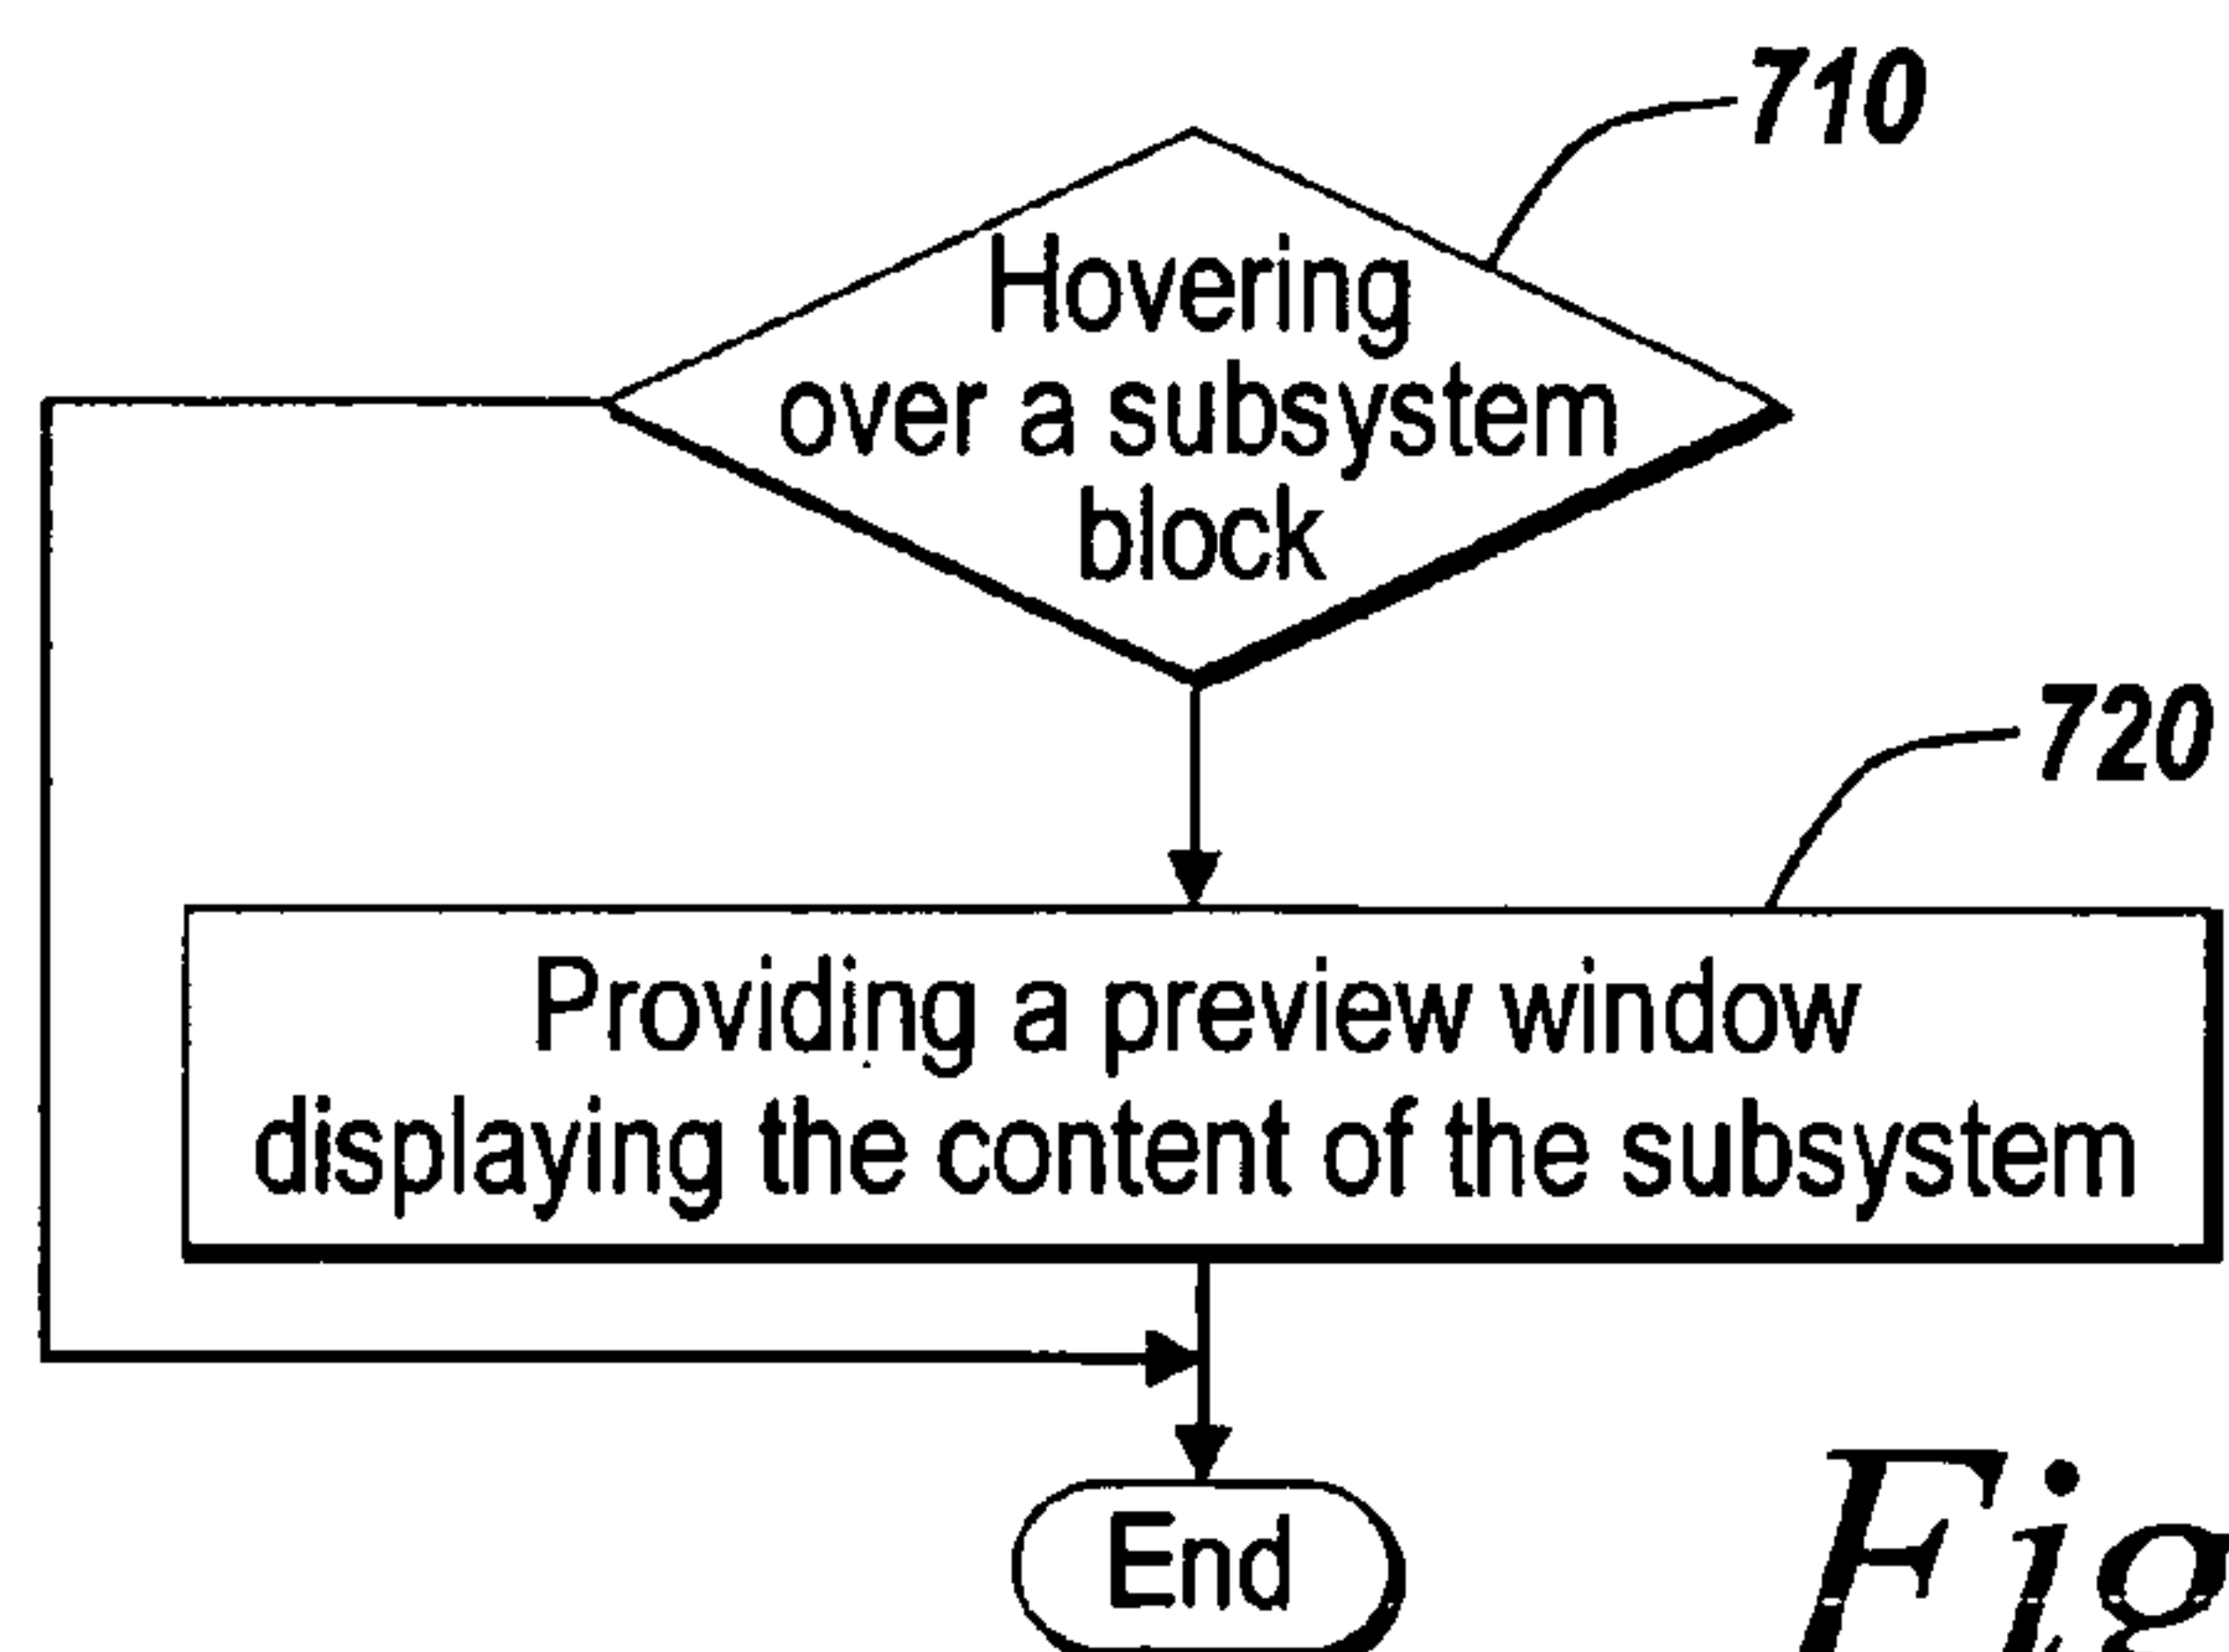 710
Hovering
over a subsystem
block
720
Providing a preview window
displaying the content of the subsystem
End
Fig